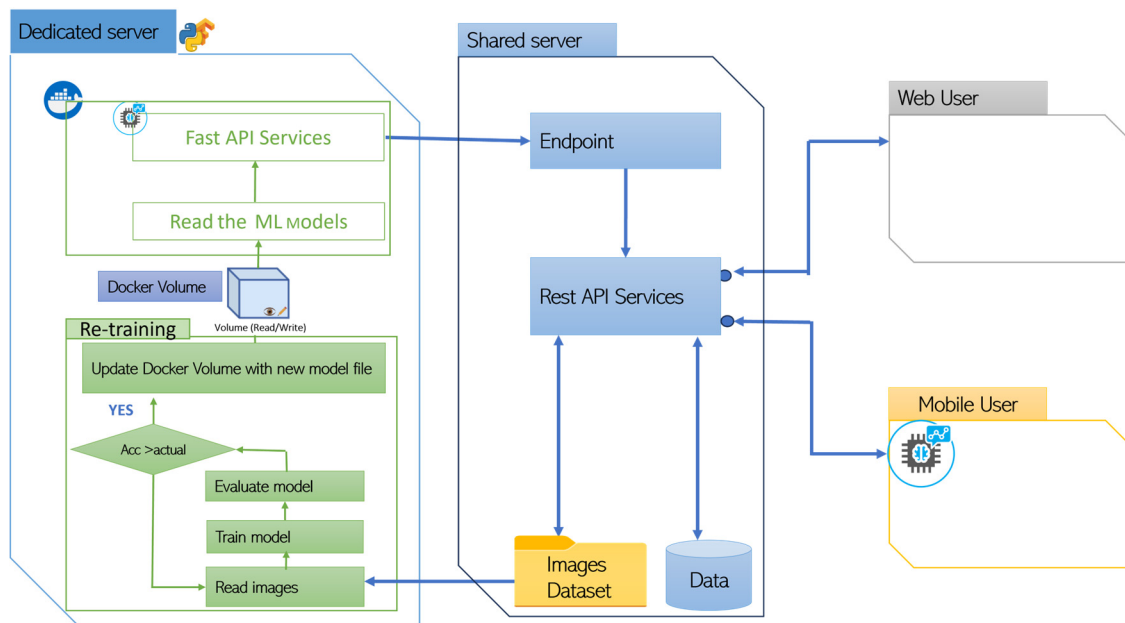 Dedicated server
Fast API Services
Read the ML Models
Docker Volume
Volume (Read/Write)
Re-training
Update Docker Volume with new model file
YES
Acc >actual
Evaluate model
Train model
Read images
Shared server
Endpoint
Rest API Services
Images
Dataset
Data
Web User
Mobile User